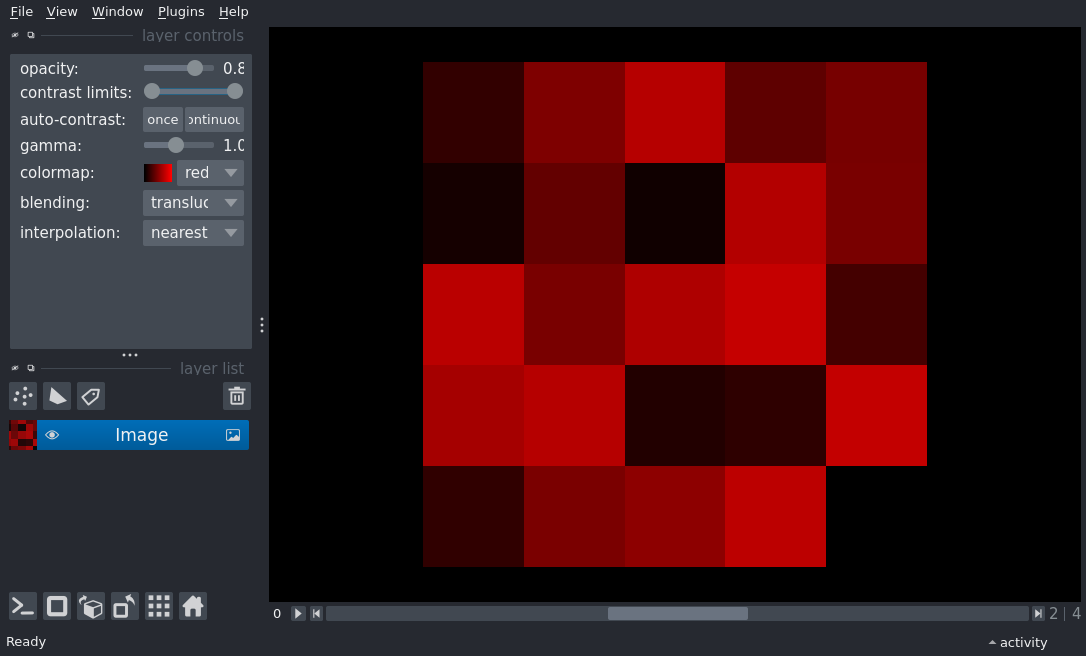 File View Window Plugins Help
layer controls
opacity: 0.8
contrast limits:
auto-contrast: once ontinuou
gamma: 1.0
colormap: red
blending: transluc
interpolation: nearest
layer list
Image
0 2 | 4
Ready activity